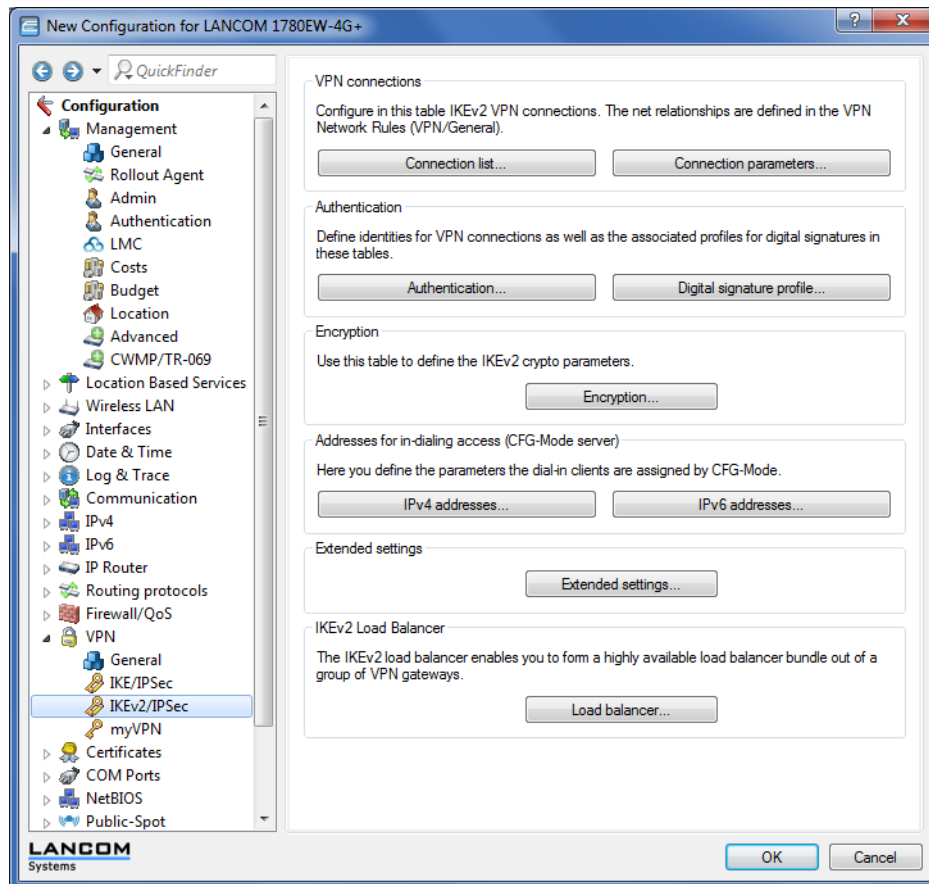 New Configuration for LANCOM 1780EW-4G+
QuickFinder
Configuration
Management
General
Rollout Agent
Admin
Authentication
LMC
Costs
Budget
Location
Advanced
CWMP/TR-069
Location Based Services
Wireless LAN
Interfaces
Date & Time
Log & Trace
Communication
IPv4
IPv6
IP Router
Routing protocols
Firewall/QoS
VPN
General
IKE/IPSec
IKEv2/IPSec
myVPN
Certificates
COM Ports
NetBIOS
Public-Spot
VPN connections
Configure in this table IKEv2 VPN connections. The net relationships are defined in the VPN
Network Rules (VPN/General).
Connection list...
Connection parameters...
Authentication
Define identities for VPN connections as well as the associated profiles for digital signatures in
these tables.
Authentication...
Digital signature profile...
Encryption
Use this table to define the IKEv2 crypto parameters.
Encryption...
Addresses for in-dialing access (CFG-Mode server)
Here you define the parameters the dial-in clients are assigned by CFG-Mode.
IPv4 addresses...
IPv6 addresses...
Extended settings
Extended settings...
IKEv2 Load Balancer
The IKEv2 load balancer enables you to form a highly available load balancer bundle out of a
group of VPN gateways.
Load balancer...
LANCOM
Systems
OK
Cancel